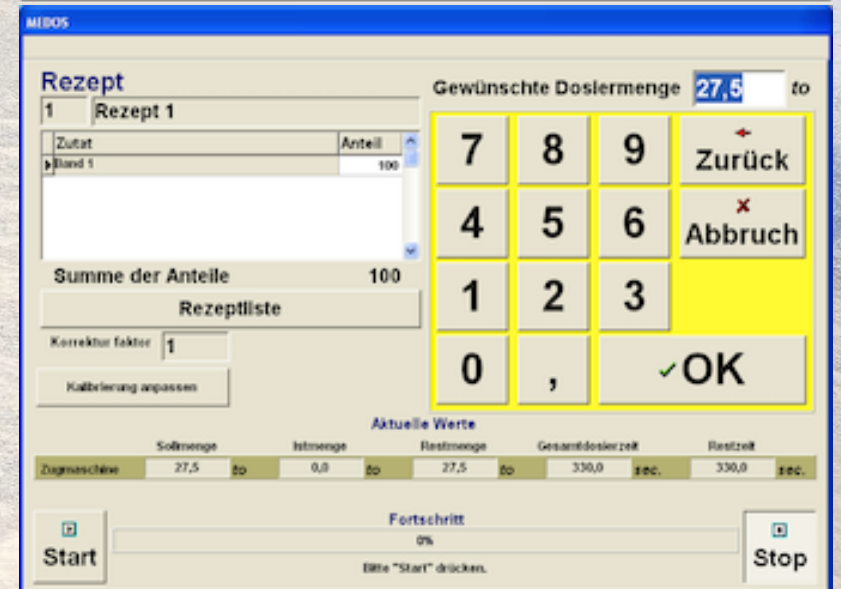 MEDOS
Rezept
1 Rezept 1
Zutat Anteil
Band 1 100
Summe der Anteile 100
Rezeptliste
Korrektur faktor 1
Kalibrierung anpassen
Gewünschte Dosiermenge 27,5 to
7 8 9 Zurück
4 5 6 Abbruch
1 2 3
0 , OK
Aktuelle Werte
Sollmenge Istmenge Restmenge Gesamtdosierzeit Restzeit
Zugmaschine 27,5 to 0,0 to 27,5 to 330,0 sec. 330,0 sec.
Start
Fortschritt
0%
Bitte "Start" drücken.
Stop